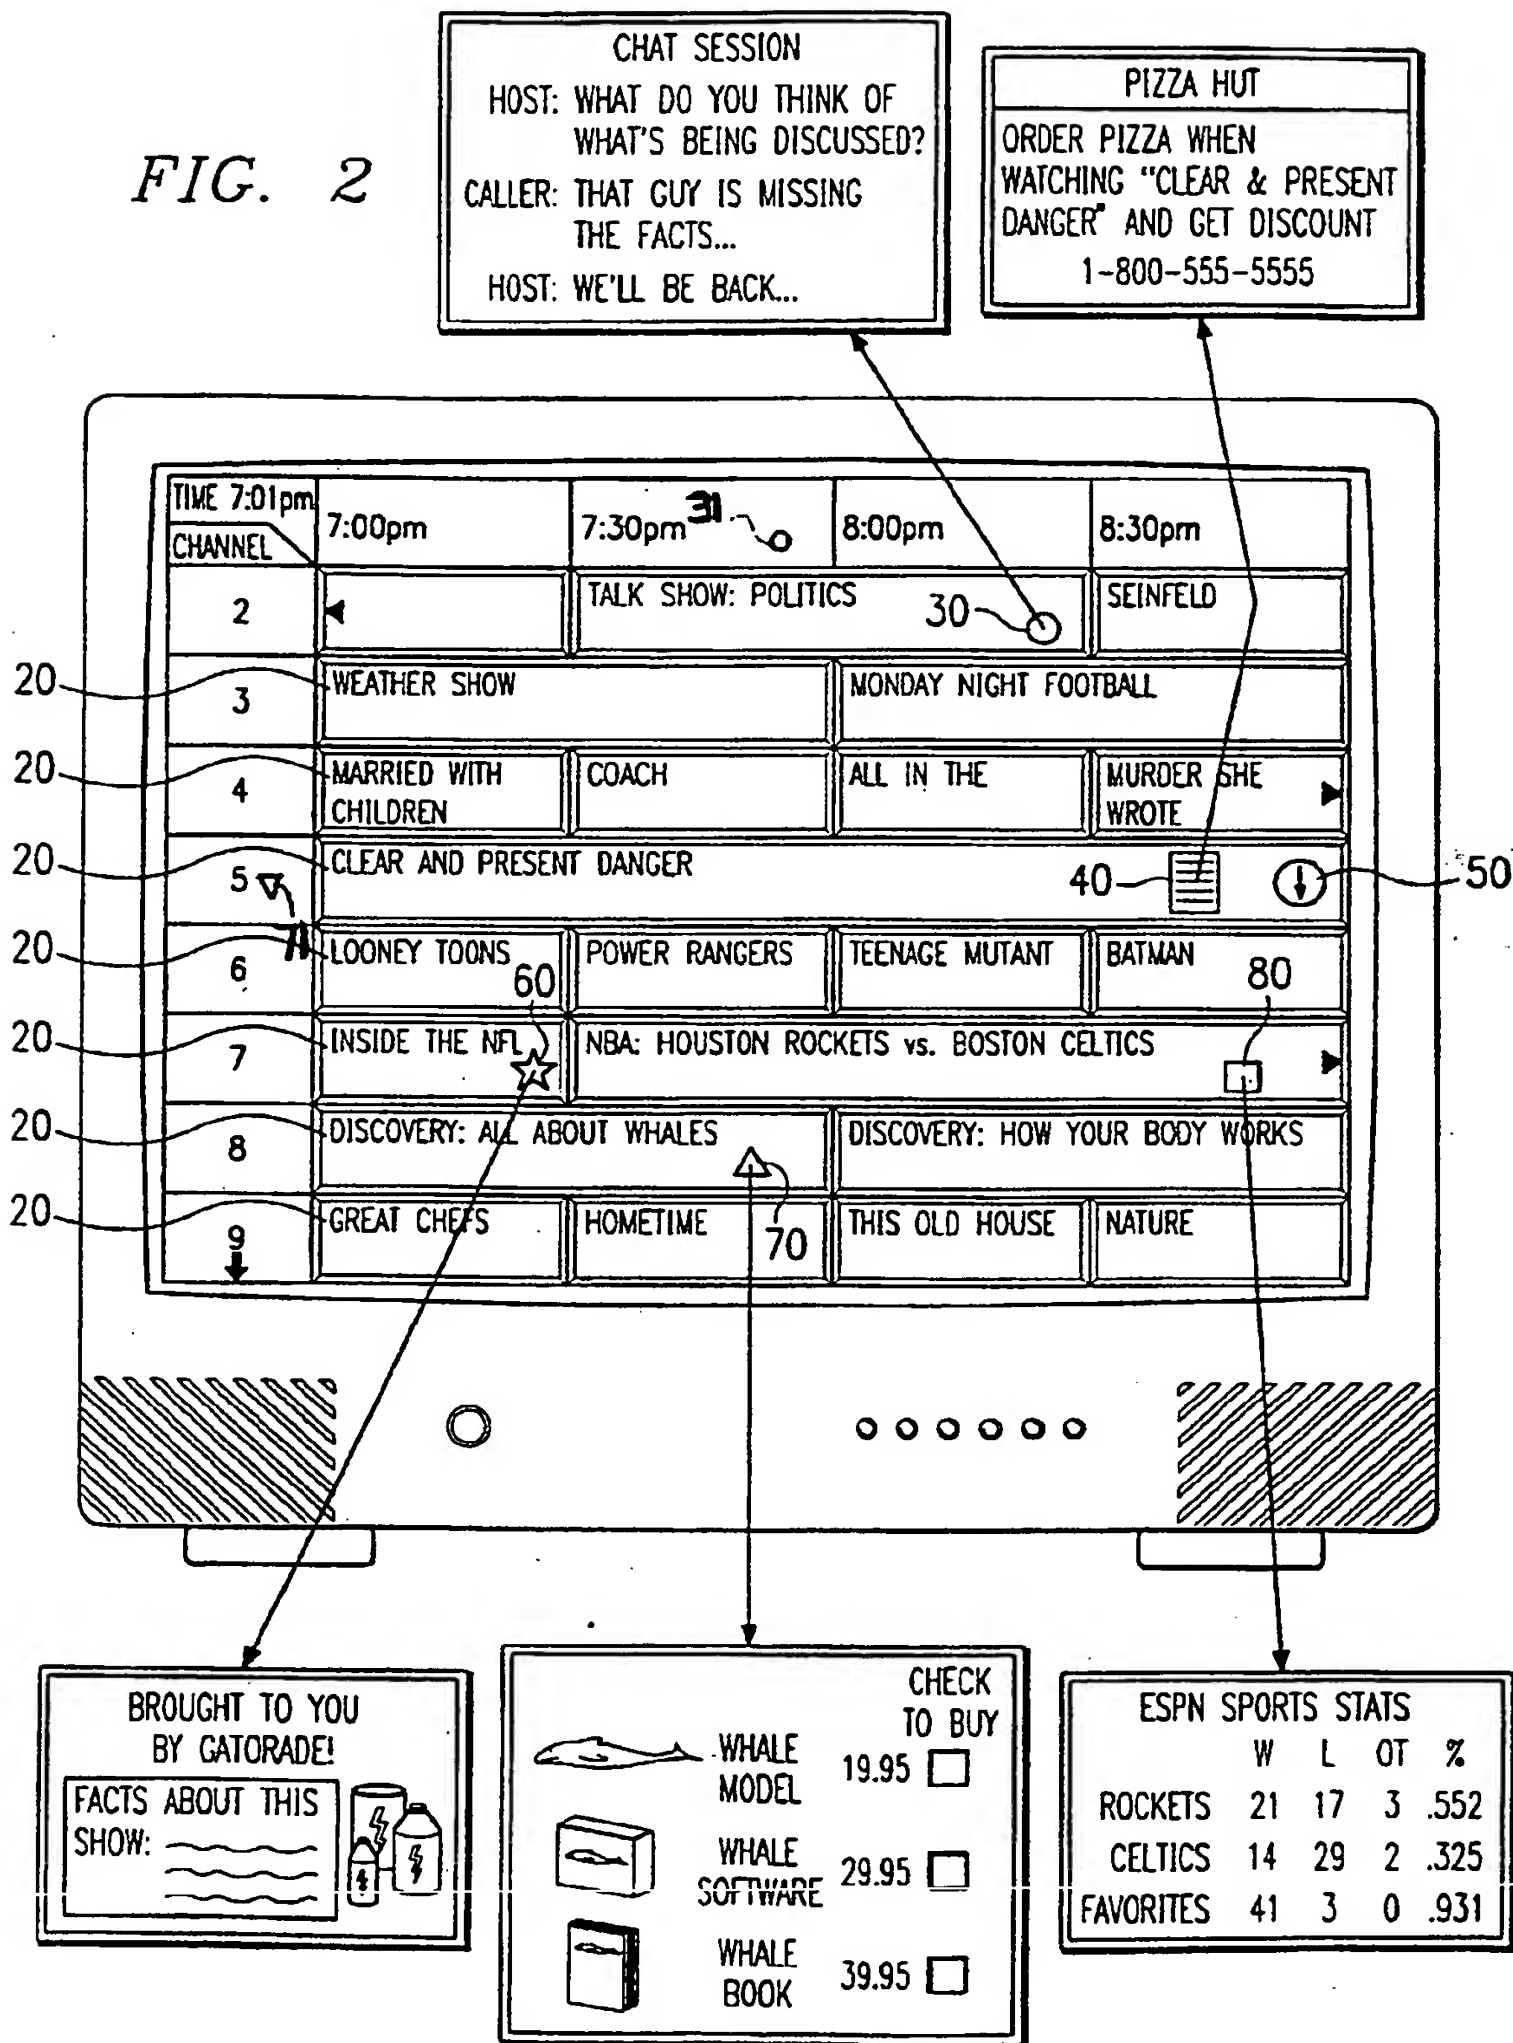 FIG. 2
CHAT SESSION
HOST: WHAT DO YOU THINK OF
WHAT'S BEING DISCUSSED?
CALLER: THAT GUY IS MISSING
THE FACTS...
HOST: WE'LL BE BACK...
PIZZA HUT
ORDER PIZZA WHEN
WATCHING "CLEAR & PRESENT
DANGER" AND GET DISCOUNT
1-800-555-5555
TIME 7:01pm
CHANNEL
7:00pm
7:30pm
31
8:00pm
8:30pm
2
TALK SHOW: POLITICS
30
SEINFELD
20
3
WEATHER SHOW
MONDAY NIGHT FOOTBALL
20
4
MARRIED WITH
CHILDREN
COACH
ALL IN THE
MURDER SHE
WROTE
20
5
71
CLEAR AND PRESENT DANGER
40
50
20
6
LOONEY TOONS
60
POWER RANGERS
TEENAGE MUTANT
BATMAN
80
20
7
INSIDE THE NFL
NBA: HOUSTON ROCKETS vs. BOSTON CELTICS
20
8
DISCOVERY: ALL ABOUT WHALES
DISCOVERY: HOW YOUR BODY WORKS
20
9
GREAT CHEFS
HOMETIME
70
THIS OLD HOUSE
NATURE
BROUGHT TO YOU
BY GATORADE!
FACTS ABOUT THIS
SHOW:
CHECK
TO BUY
WHALE
MODEL
19.95
WHALE
SOFTWARE
29.95
WHALE
BOOK
39.95
ESPN SPORTS STATS
W L OT %
ROCKETS 21 17 3 .552
CELTICS 14 29 2 .325
FAVORITES 41 3 0 .931